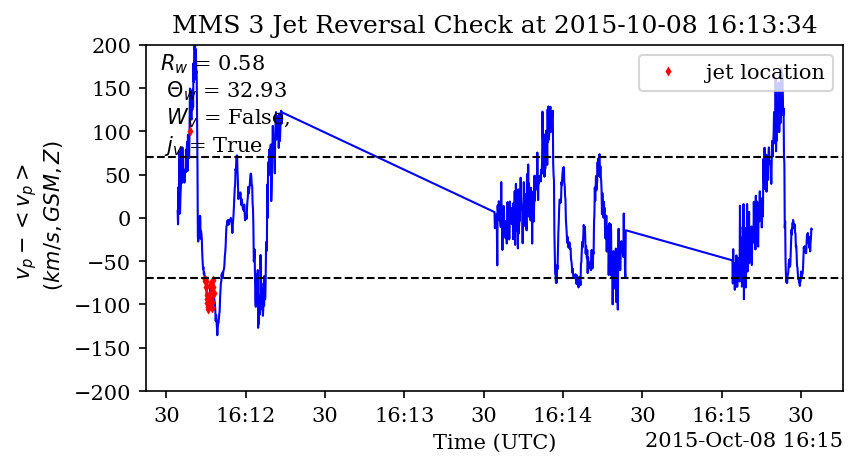 MMS 3 Jet Reversal Check at 2015-10-08 16:13:34
R_w = 0.58
Θ_w = 32.93
W_v = False,
j_v = True
jet location
v_p − < v_p >
(km/s, GSM, Z)
200
150
100
50
0
−50
−100
−150
−200
30 16:12 30 16:13 30 16:14 30 16:15 30
Time (UTC)
2015-Oct-08 16:15